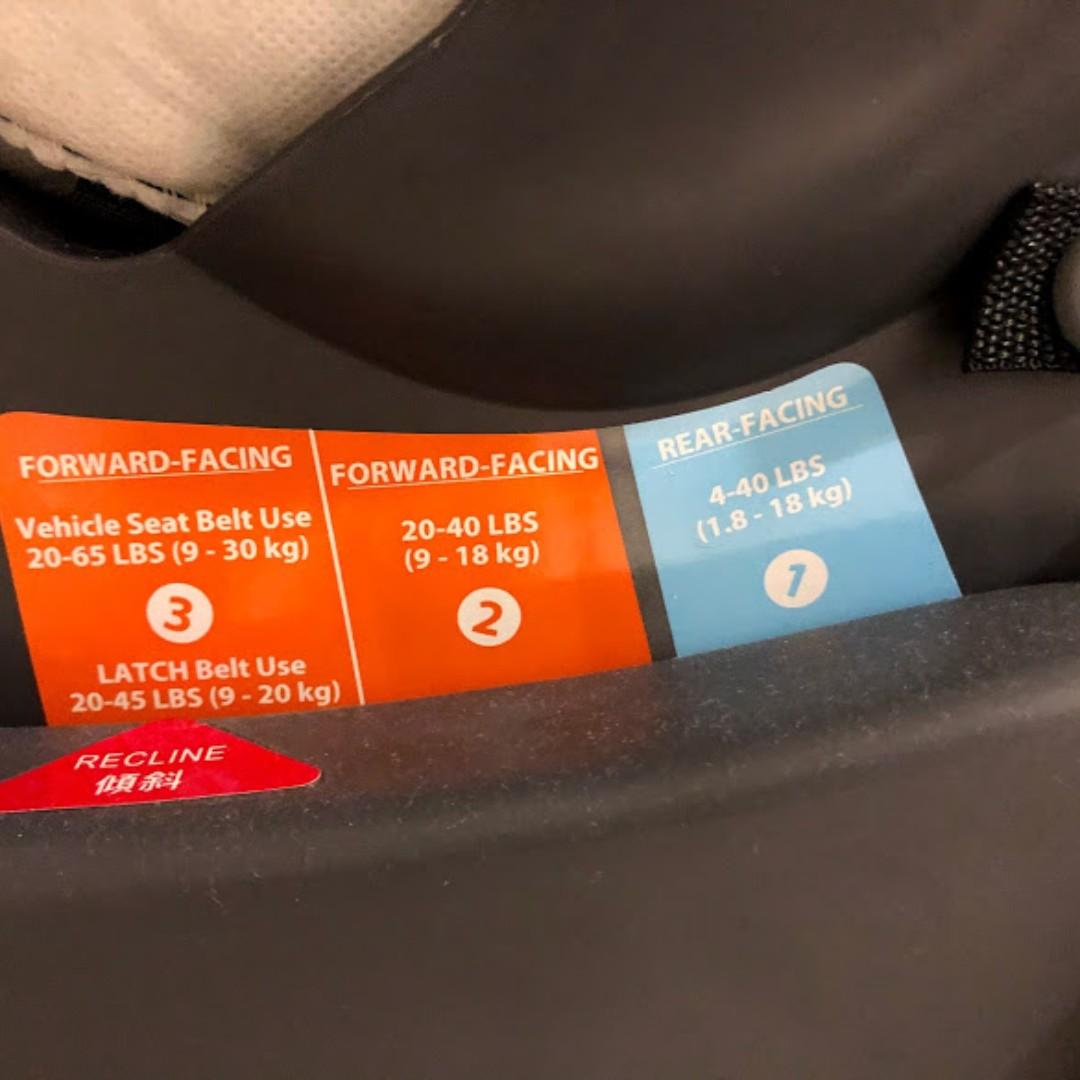 FORWARD-FACING
Vehicle Seat Belt Use
20-65 LBS (9 - 30 kg)
3
LATCH Belt Use
20-45 LBS (9 - 20 kg)
FORWARD-FACING
20-40 LBS
(9 - 18 kg)
2
REAR-FACING
4-40 LBS
(1.8 - 18 kg)
1
RECLINE
傾斜